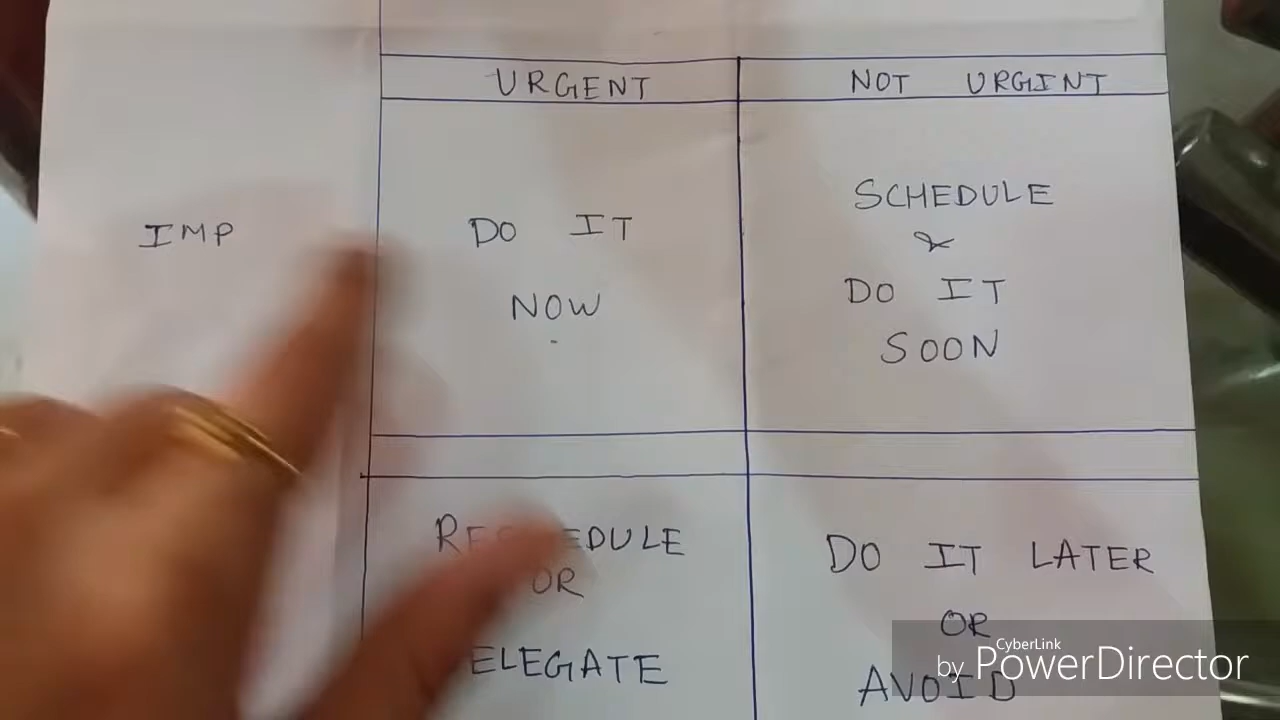 URGENT NOT URGINT
IMP
DO IT
NOW
SCHEDULE
&
DO IT
SOON
OR
DO IT LATER
OR
AVOID
CyberLink
by PowerDirector